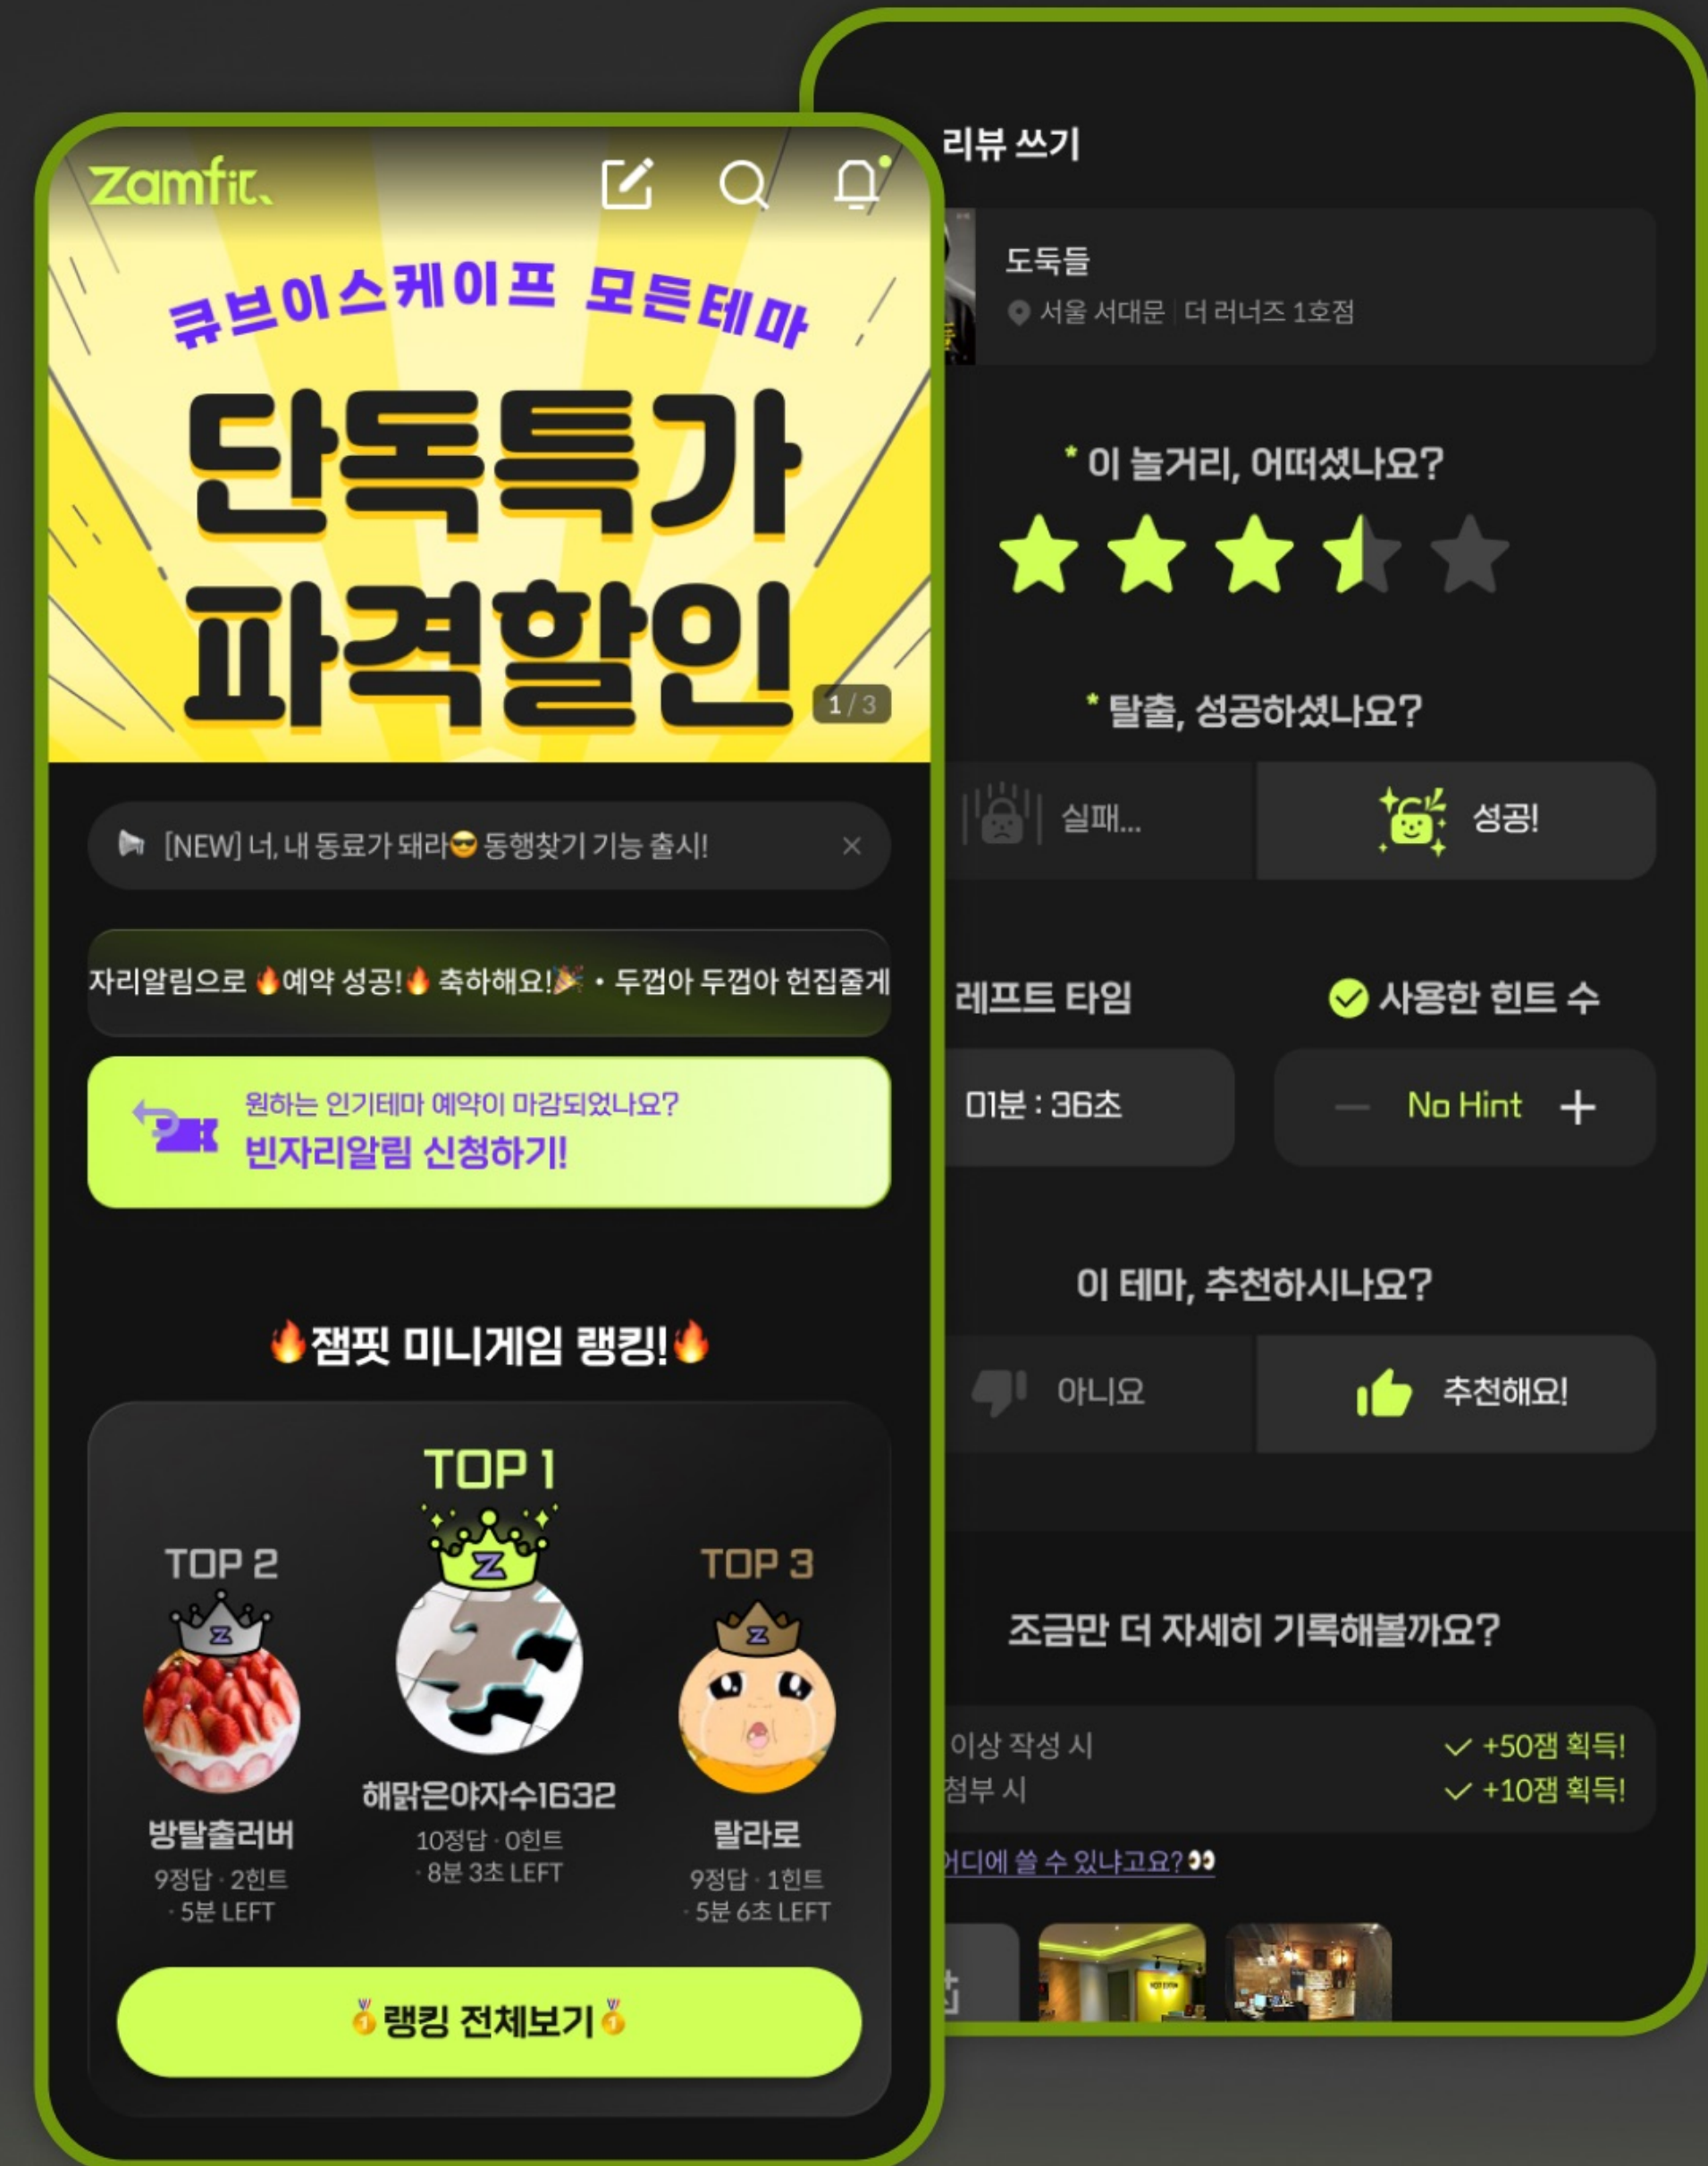 zamfit
큐브이스케이프 모든테마
단독특가
파격할인
1 / 3
[NEW] 너, 내 동료가 돼라😎 동행찾기 기능 출시!
자리알림으로 🔥예약 성공!🔥 축하해요!🎉 • 두껍아 두껍아 헌집줄게
원하는 인기테마 예약이 마감되었나요?
빈자리알림 신청하기!
🔥잼핏 미니게임 랭킹!🔥
TOP 1
TOP 2
TOP 3
해맑은야자수1632
10정답 · 0힌트
· 8분 3초 LEFT
방탈출러버
9정답 · 2힌트
· 5분 LEFT
랄라로
9정답 · 1힌트
· 5분 6초 LEFT
🥇랭킹 전체보기🥇
리뷰 쓰기
도둑들
서울 서대문 | 더 러너즈 1호점
* 이 놀거리, 어떠셨나요?
* 탈출, 성공하셨나요?
실패...
성공!
레프트 타임
사용한 힌트 수
01분 : 36초
No Hint
이 테마, 추천하시나요?
아니요
추천해요!
조금만 더 자세히 기록해볼까요?
이상 작성 시
+50잼 획득!
첨부 시
+10잼 획득!
어디에 쓸 수 있냐고요?👀